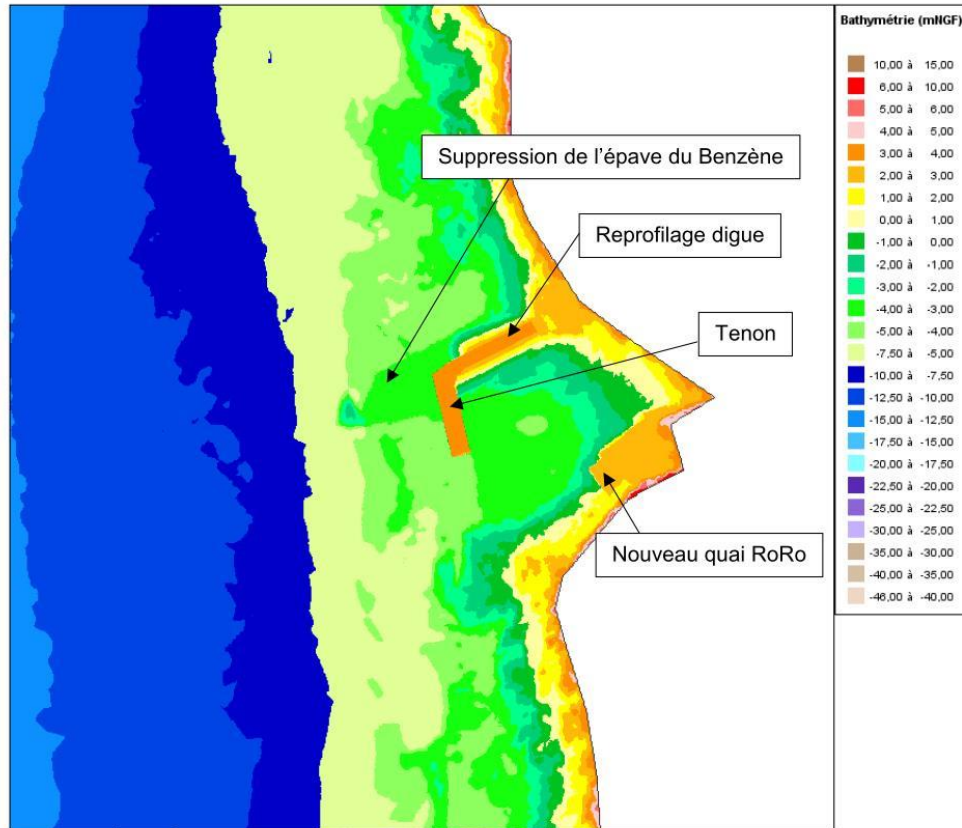 Bathymétrie (mNGF)
10,00 à 15,00
6,00 à 10,00
5,00 à 6,00
4,00 à 5,00
3,00 à 4,00
2,00 à 3,00
1,00 à 2,00
0,00 à 1,00
-1,00 à 0,00
-2,00 à -1,00
-3,00 à -2,00
-4,00 à -3,00
-5,00 à -4,00
-7,50 à -5,00
-10,00 à -7,50
-12,50 à -10,00
-15,00 à -12,50
-17,50 à -15,00
-20,00 à -17,50
-22,50 à -20,00
-25,00 à -22,50
-30,00 à -25,00
-35,00 à -30,00
-40,00 à -35,00
-46,00 à -40,00
Suppression de l'épave du Benzène
Reprofilage digue
Tenon
Nouveau quai RoRo